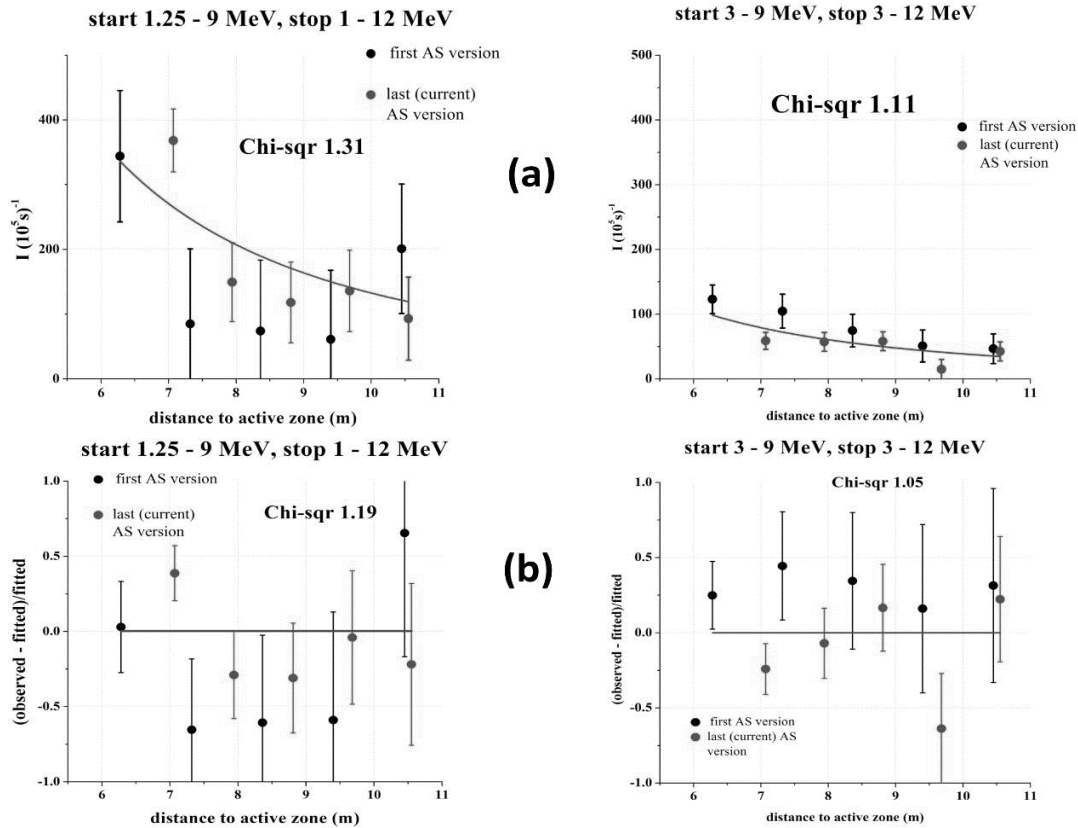 start 1.25 - 9 MeV, stop 1 - 12 MeV
first AS version
last (current)
AS version
Chi-sqr 1.31
400
200
0
I (10⁵s)⁻¹
6 7 8 9 10 11
distance to active zone (m)
(a)
start 3 - 9 MeV, stop 3 - 12 MeV
Chi-sqr 1.11
first AS version
last (current)
AS version
500
400
300
200
100
0
I (10⁵s)⁻¹
6 7 8 9 10 11
distance to active zone (m)
start 1.25 - 9 MeV, stop 1 - 12 MeV
first AS version
last (current)
AS version
Chi-sqr 1.19
1.0
0.5
0.0
-0.5
-1.0
(observed - fitted)/fitted
6 7 8 9 10 11
distance to active zone (m)
(b)
start 3 - 9 MeV, stop 3 - 12 MeV
Chi-sqr 1.05
1.0
0.5
0.0
-0.5
-1.0
(observed - fitted)/fitted
first AS version
last (current) AS
version
6 7 8 9 10 11
distance to active zone (m)